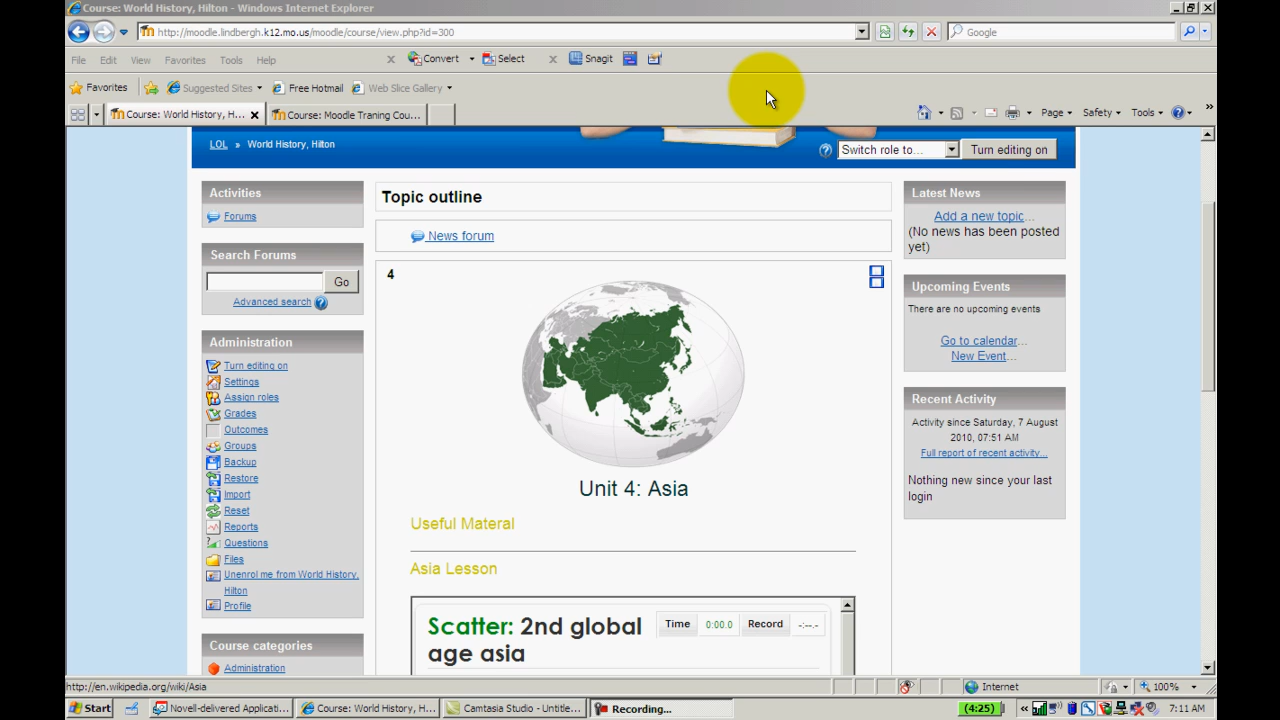 Course: World History, Hilton - Windows Internet Explorer
http://moodle.lindbergh.k12.mo.us/moodle/course/view.php?id=300
Google
File Edit View Favorites Tools Help
Convert Select Snagit
Favorites Suggested Sites Free Hotmail Web Slice Gallery
Course: World History, H... Course: Moodle Traning Cou...
Page Safety Tools
LOL » World History, Hilton
Switch role to... Turn editing on
Activities
Forums
Search Forums
Go
Advanced search
Administration
Turn editing on
Settings
Assign roles
Grades
Outcomes
Groups
Backup
Restore
Import
Reset
Reports
Questions
Files
Unenrol me from World History,
Hilton
Profile
Course categories
Administration
Topic outline
News forum
4
Unit 4: Asia
Useful Materal
Asia Lesson
Scatter: 2nd global
age asia
Time 0:00.0 Record -:--.-
Latest News
Add a new topic...
(No news has been posted
yet)
Upcoming Events
There are no upcoming events
Go to calendar...
New Event...
Recent Activity
Activity since Saturday, 7 August
2010, 07:51 AM
Full report of recent activity...
Nothing new since your last
login
http://en.wikipedia.org/wiki/Asia
Internet
100%
Start Novell-delivered Applicati... Course: World History, H... Camtasia Studio - Untitle... Recording... (4:25) 7:11 AM